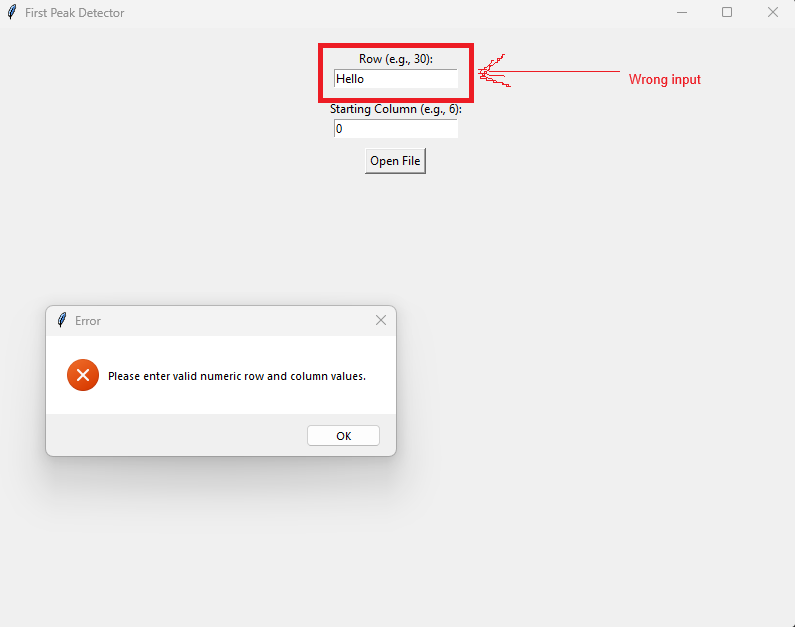 First Peak Detector
Row (e.g., 30):
Hello
Wrong input
Starting Column (e.g., 6):
0
Open File
Error
Please enter valid numeric row and column values.
OK